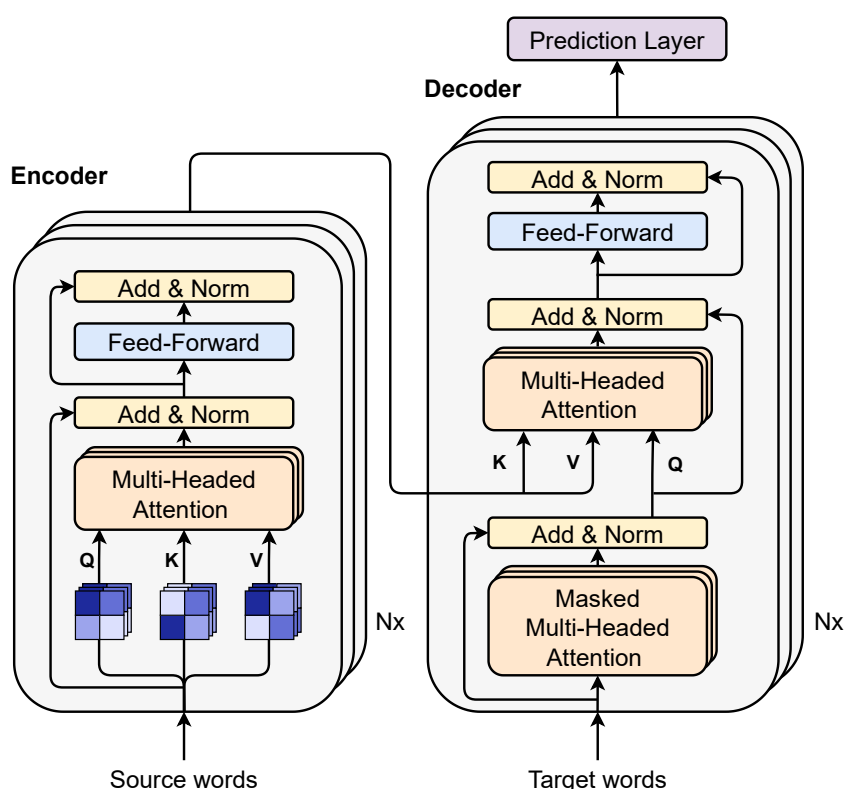 Prediction Layer
Decoder
Encoder
Add & Norm
Feed-Forward
Add & Norm
Multi-Headed
Attention
Q
K
V
Nx
Source words
Add & Norm
Feed-Forward
Add & Norm
Multi-Headed
Attention
K
V
Q
Add & Norm
Masked
Multi-Headed
Attention
Nx
Target words